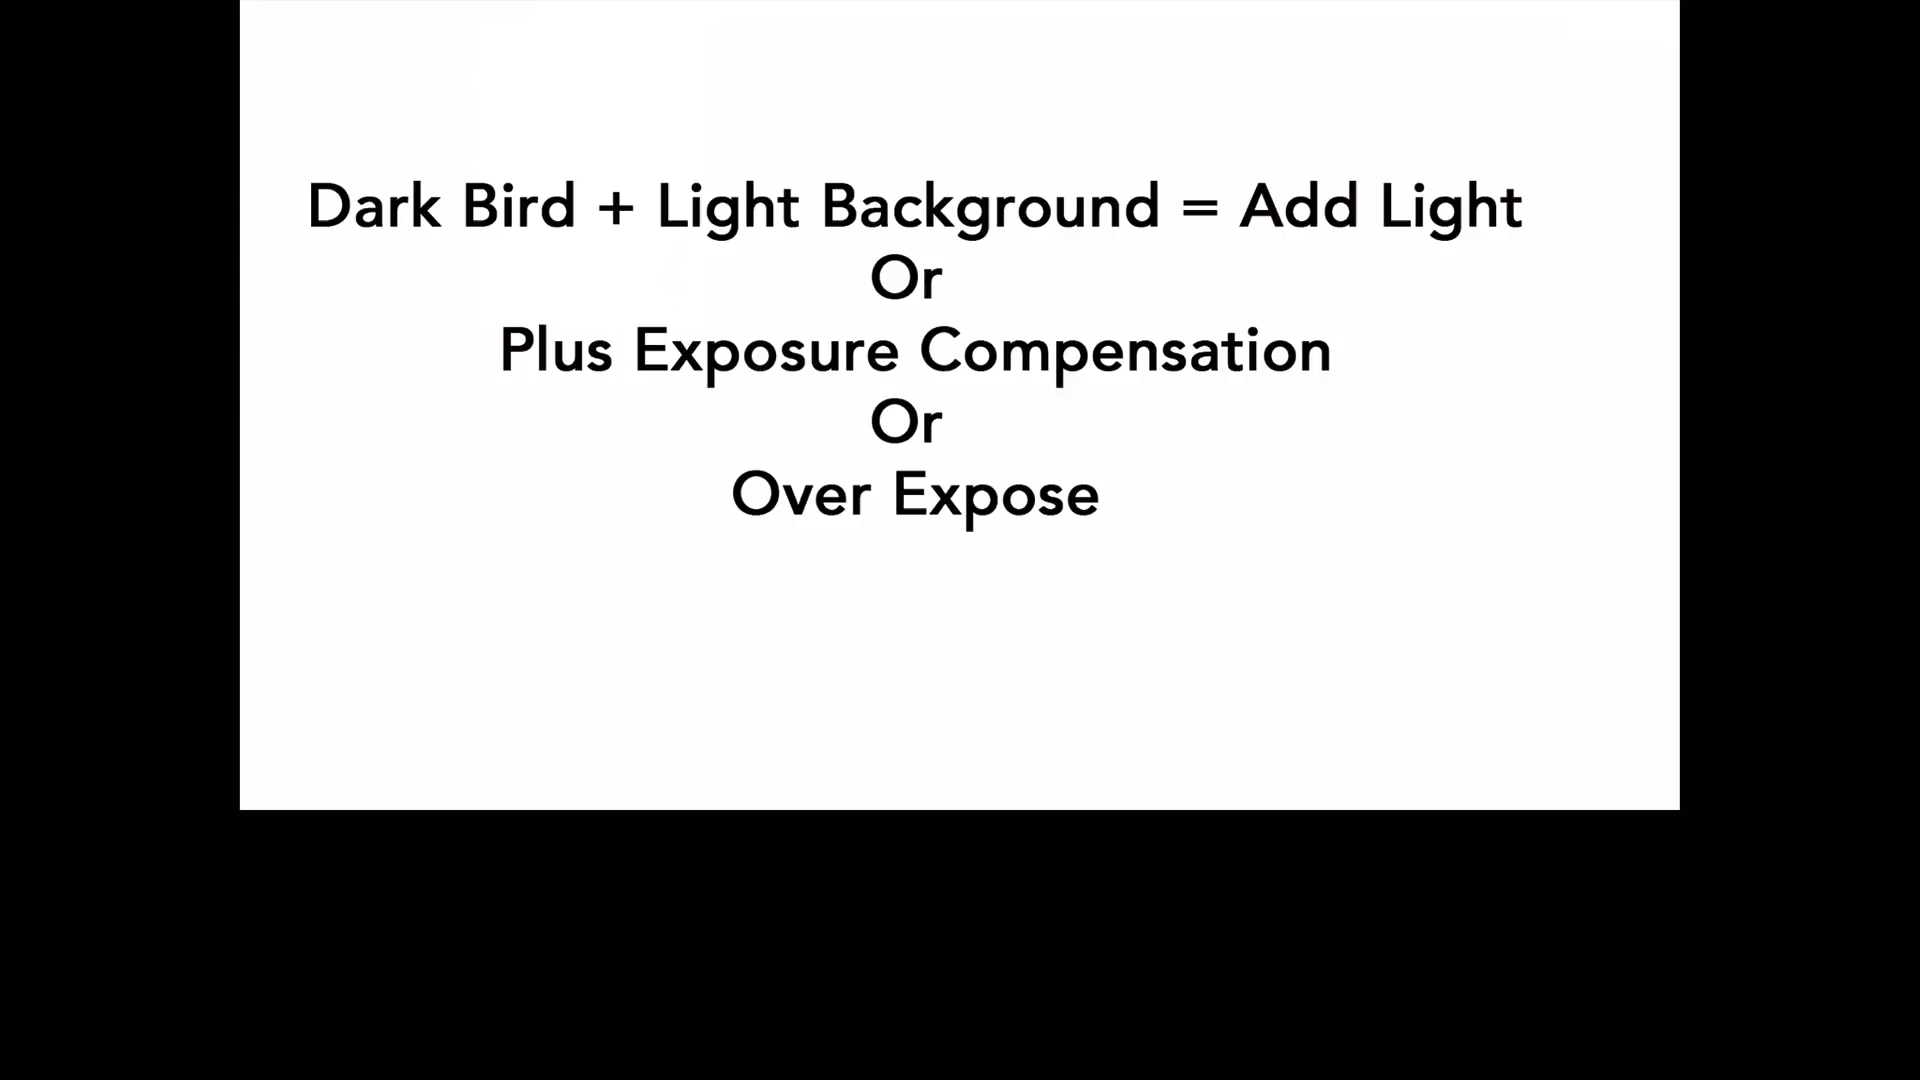 Dark Bird + Light Background = Add Light
Or
Plus Exposure Compensation
Or
Over Expose